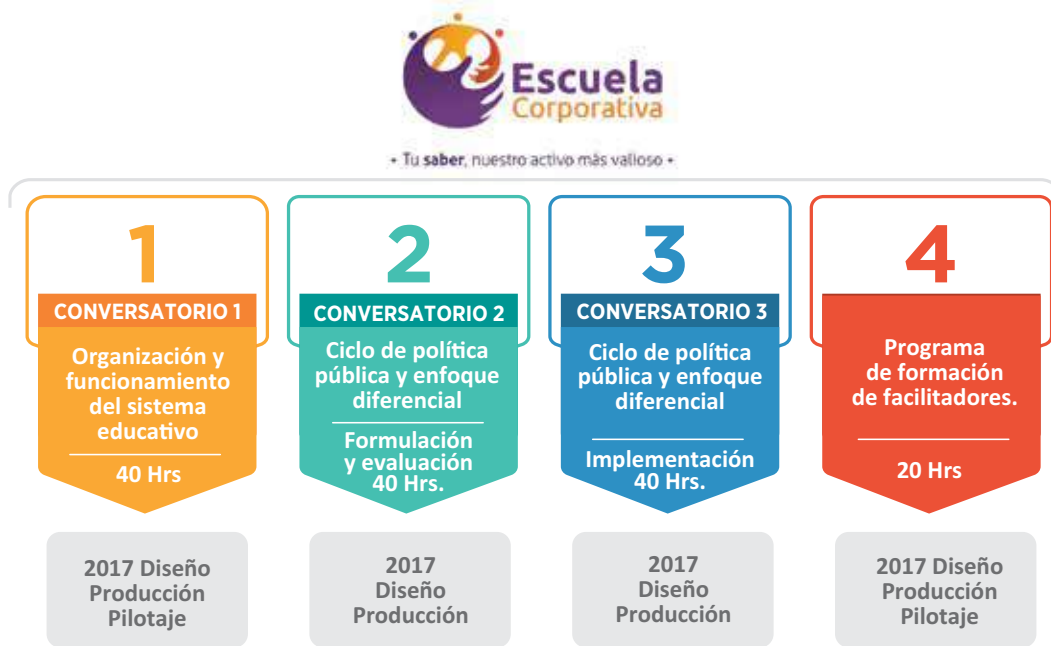 Escuela
Corporativa
• Tu saber, nuestro activo más valioso •
1
CONVERSATORIO 1
Organización y
funcionamiento
del sistema
educativo
40 Hrs
2017 Diseño
Producción
Pilotaje
2
CONVERSATORIO 2
Ciclo de política
pública y enfoque
diferencial
Formulación
y evaluación
40 Hrs.
2017
Diseño
Producción
3
CONVERSATORIO 3
Ciclo de política
pública y enfoque
diferencial
Implementación
40 Hrs.
2017
Diseño
Producción
4
Programa
de formación
de facilitadores.
20 Hrs
2017 Diseño
Producción
Pilotaje